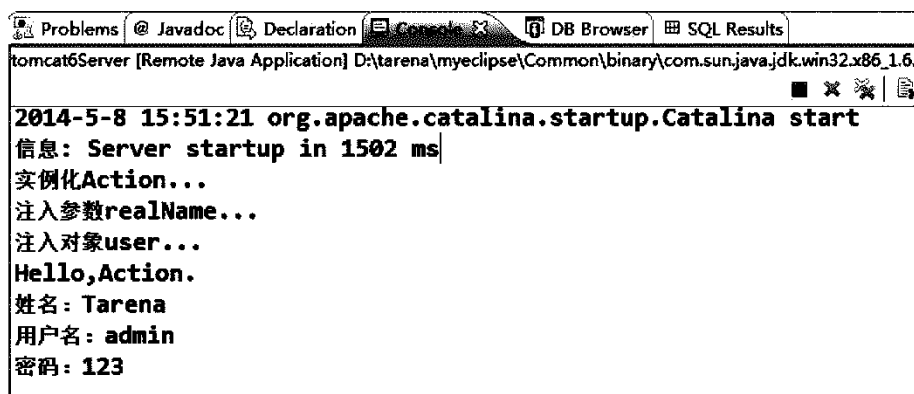 Problems @ Javadoc Declaration Console DB Browser SQL Results
tomcat6Server [Remote Java Application] D:\tarena\myeclipse\Common\binary\com.sun.java.jdk.win32.x86_1.6.
2014-5-8 15:51:21 org.apache.catalina.startup.Catalina start
信息: Server startup in 1502 ms
实例化Action...
注入参数realName...
注入对象user...
Hello,Action.
姓名：Tarena
用户名：admin
密码：123